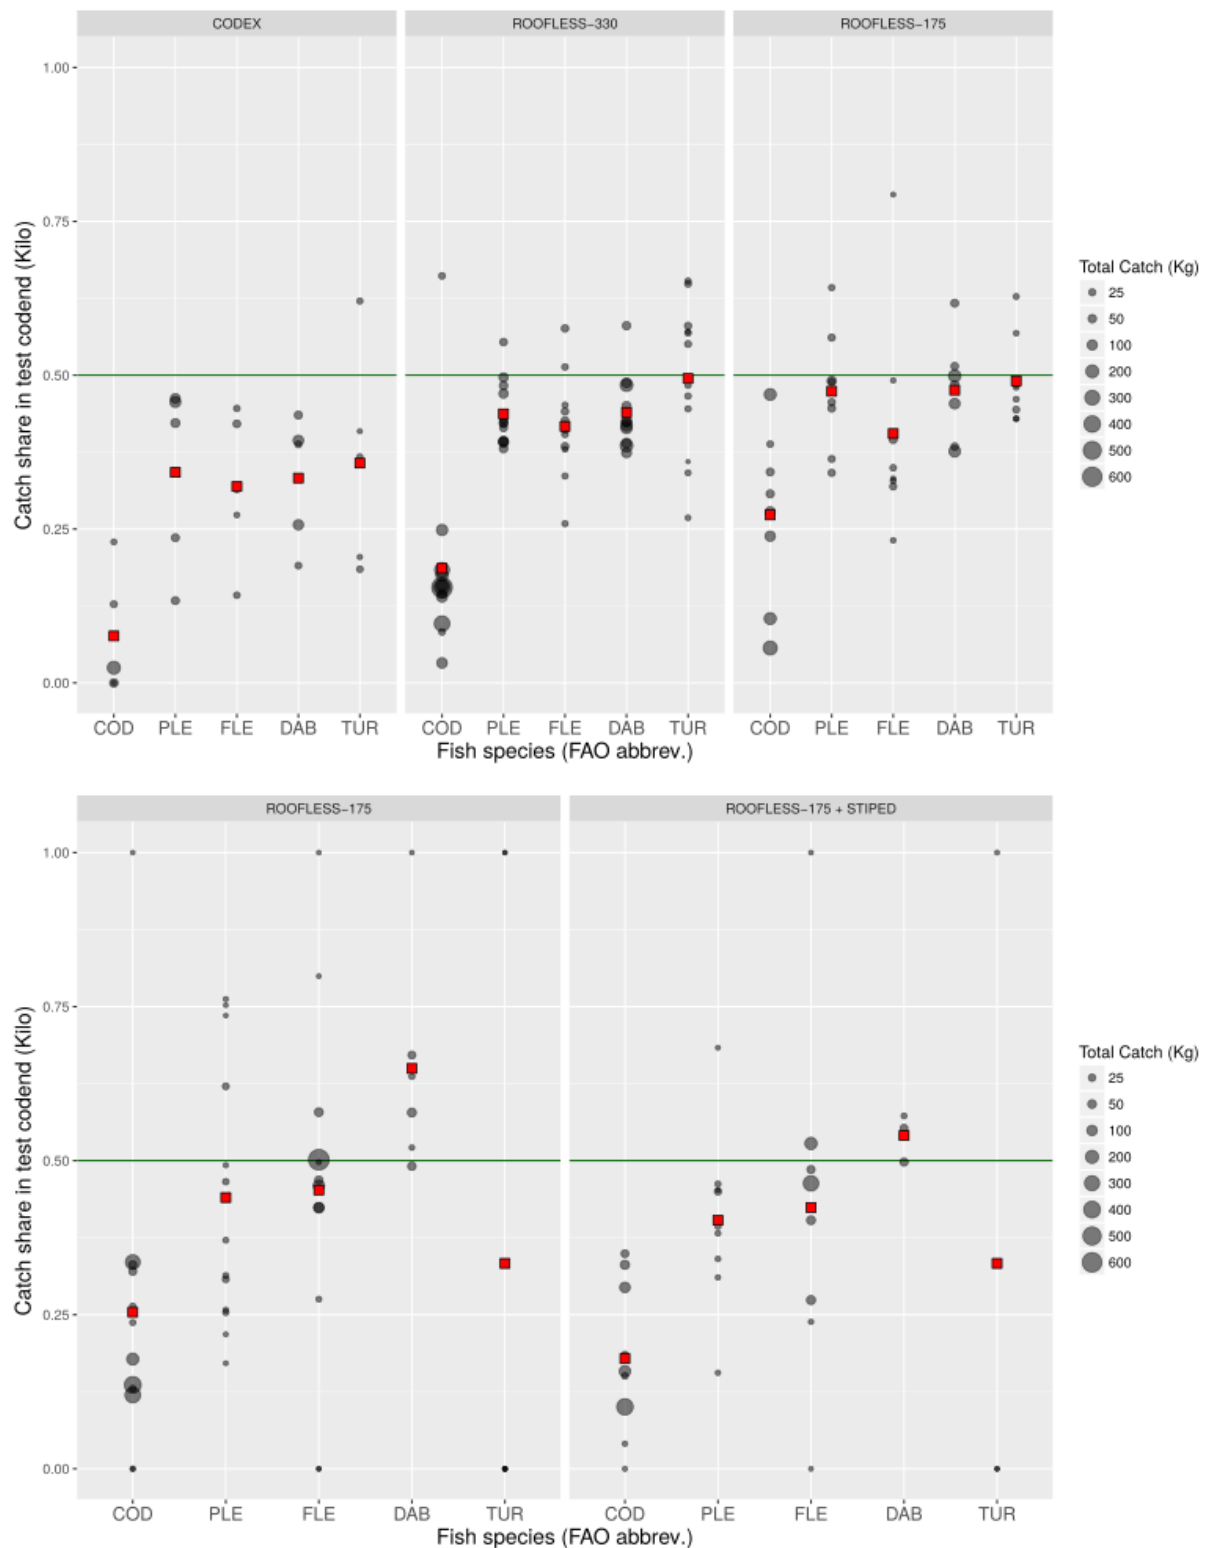 CODEX ROOFLESS-330 ROOFLESS-175
1.00
0.75
0.50
0.25
0.00
Catch share in test codend (Kilo)
COD PLE FLE DAB TUR COD PLE FLE DAB TUR COD PLE FLE DAB TUR
Fish species (FAO abbrev.)
Total Catch (Kg)
25
50
100
200
300
400
500
600
ROOFLESS-175 ROOFLESS-175 + STIPED
1.00
0.75
0.50
0.25
0.00
Catch share in test codend (Kilo)
COD PLE FLE DAB TUR COD PLE FLE DAB TUR
Fish species (FAO abbrev.)
Total Catch (Kg)
25
50
100
200
300
400
500
600